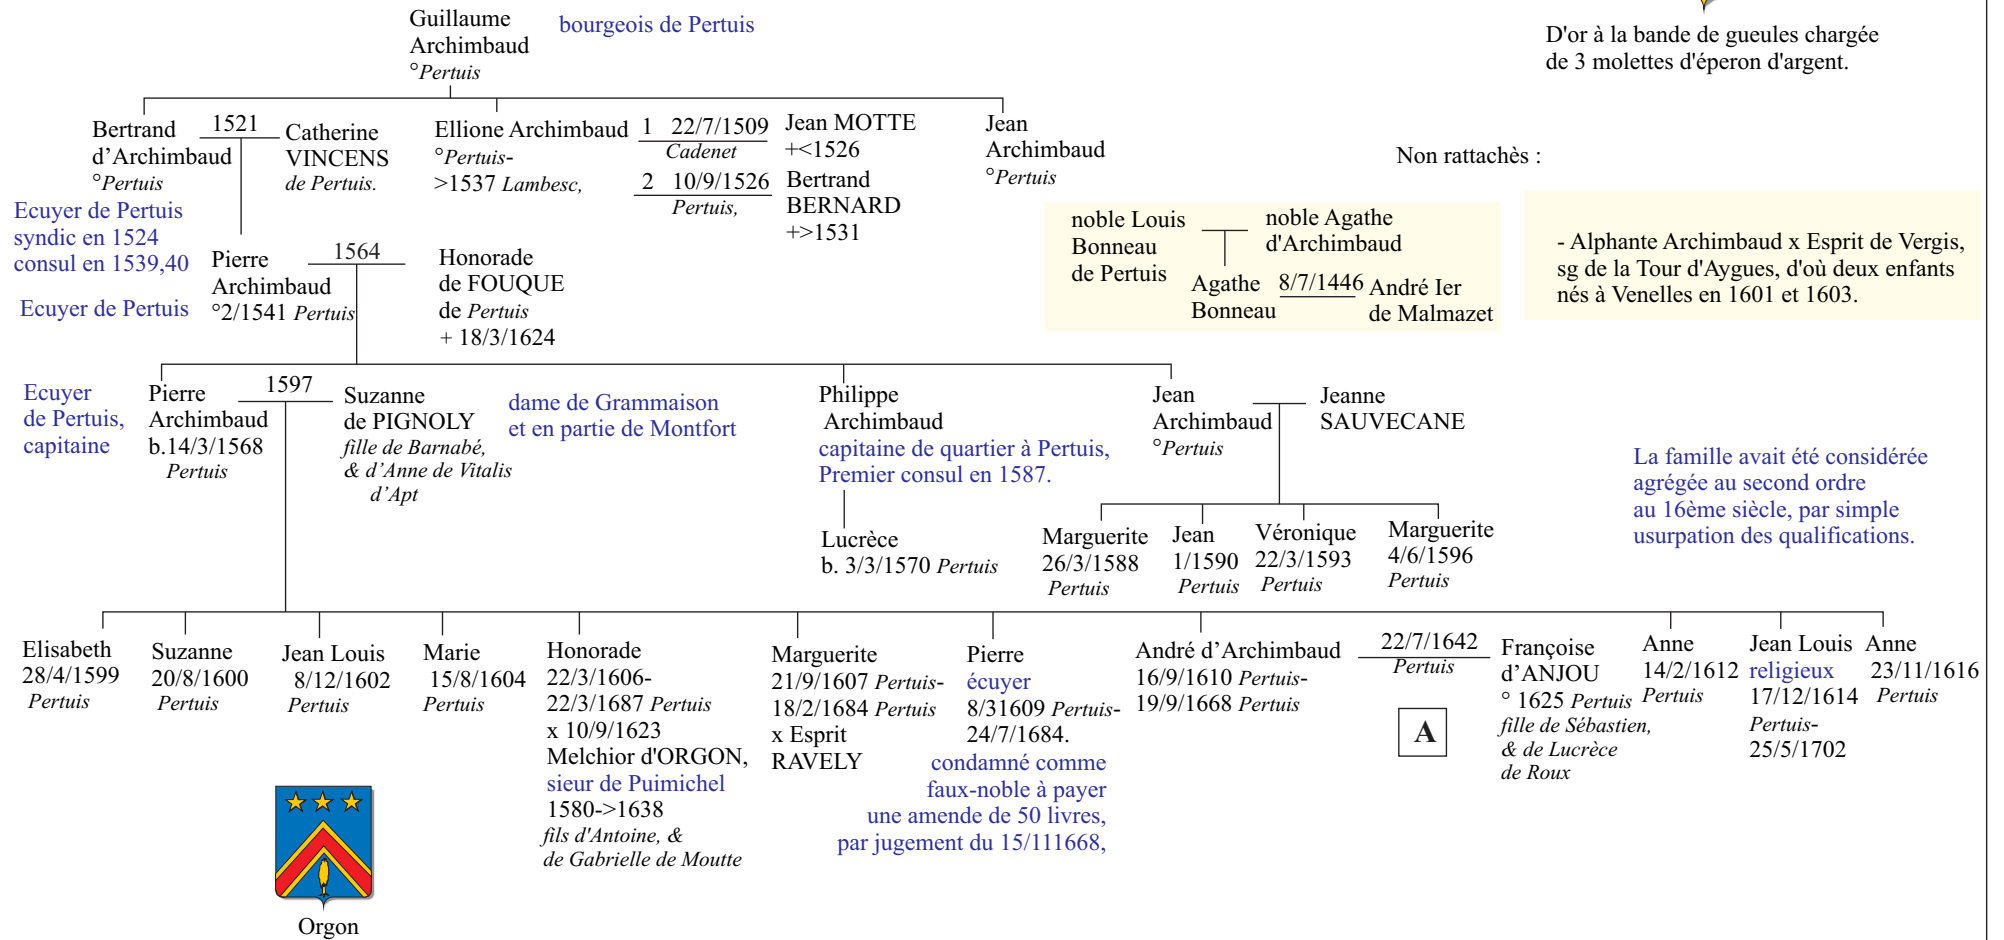 Guillaume
Archimbaud
°Pertuis
bourgeois de Pertuis
D'or à la bande de gueules chargée
de 3 molettes d'éperon d'argent.
Bertrand
d'Archimbaud
°Pertuis
1521
Catherine
VINCENS
de Pertuis.
Ellione Archimbaud
°Pertuis-
>1537 Lambesc,
1 22/7/1509
Cadenet
Jean MOTTE
+<1526
2 10/9/1526
Pertuis,
Bertrand
BERNARD
+>1531
Jean
Archimbaud
°Pertuis
Non rattachès :
Ecuyer de Pertuis
syndic en 1524
consul en 1539,40
Ecuyer de Pertuis
Pierre
Archimbaud
°2/1541 Pertuis
1564
Honorade
de FOUQUE
de Pertuis
+ 18/3/1624
noble Louis
Bonneau
de Pertuis
noble Agathe
d'Archimbaud
Agathe
Bonneau
8/7/1446
André Ier
de Malmazet
- Alphante Archimbaud x Esprit de Vergis,
sg de la Tour d'Aygues, d'où deux enfants
nés à Venelles en 1601 et 1603.
Ecuyer
de Pertuis,
capitaine
Pierre
Archimbaud
b.14/3/1568
Pertuis
1597
Suzanne
de PIGNOLY
fille de Barnabé,
& d’Anne de Vitalis
d’Apt
dame de Grammaison
et en partie de Montfort
Philippe
Archimbaud
capitaine de quartier à Pertuis,
Premier consul en 1587.
Jean
Archimbaud
°Pertuis
Jeanne
SAUVECANE
La famille avait été considérée
agrégée au second ordre
au 16ème siècle, par simple
usurpation des qualifications.
Lucrèce
b. 3/3/1570 Pertuis
Marguerite
26/3/1588
Pertuis
Jean
1/1590
Pertuis
Véronique
22/3/1593
Pertuis
Marguerite
4/6/1596
Pertuis
Elisabeth
28/4/1599
Pertuis
Suzanne
20/8/1600
Pertuis
Jean Louis
8/12/1602
Pertuis
Marie
15/8/1604
Pertuis
Honorade
22/3/1606-
22/3/1687 Pertuis
x 10/9/1623
Melchior d'ORGON,
sieur de Puimichel
1580->1638
fils d'Antoine, &
de Gabrielle de Moutte
Marguerite
21/9/1607 Pertuis-
18/2/1684 Pertuis
x Esprit
RAVELY
Pierre
écuyer
8/31609 Pertuis-
24/7/1684.
condamné comme
faux-noble à payer
une amende de 50 livres,
par jugement du 15/111668,
André d’Archimbaud
16/9/1610 Pertuis-
19/9/1668 Pertuis
22/7/1642
Pertuis
A
Françoise
d’ANJOU
° 1625 Pertuis
fille de Sébastien,
& de Lucrèce
de Roux
Anne
14/2/1612
Pertuis
Jean Louis
religieux
17/12/1614
Pertuis-
25/5/1702
Anne
23/11/1616
Pertuis
Orgon